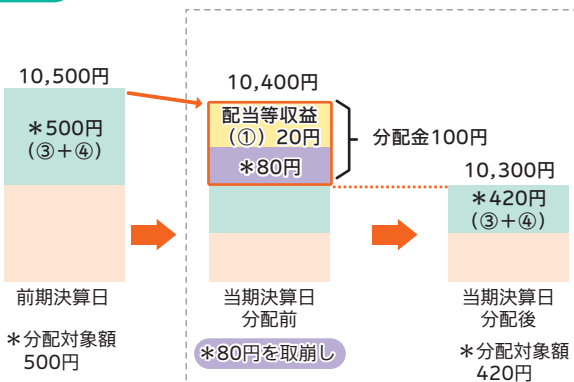 10,500円
*500円
(③+④)
前期決算日
*分配対象額
500円
10,400円
配当等収益
(①) 20円
*80円
分配金100円
当期決算日
分配前
*80円を取崩し
10,300円
*420円
(③+④)
当期決算日
分配後
*分配対象額
420円